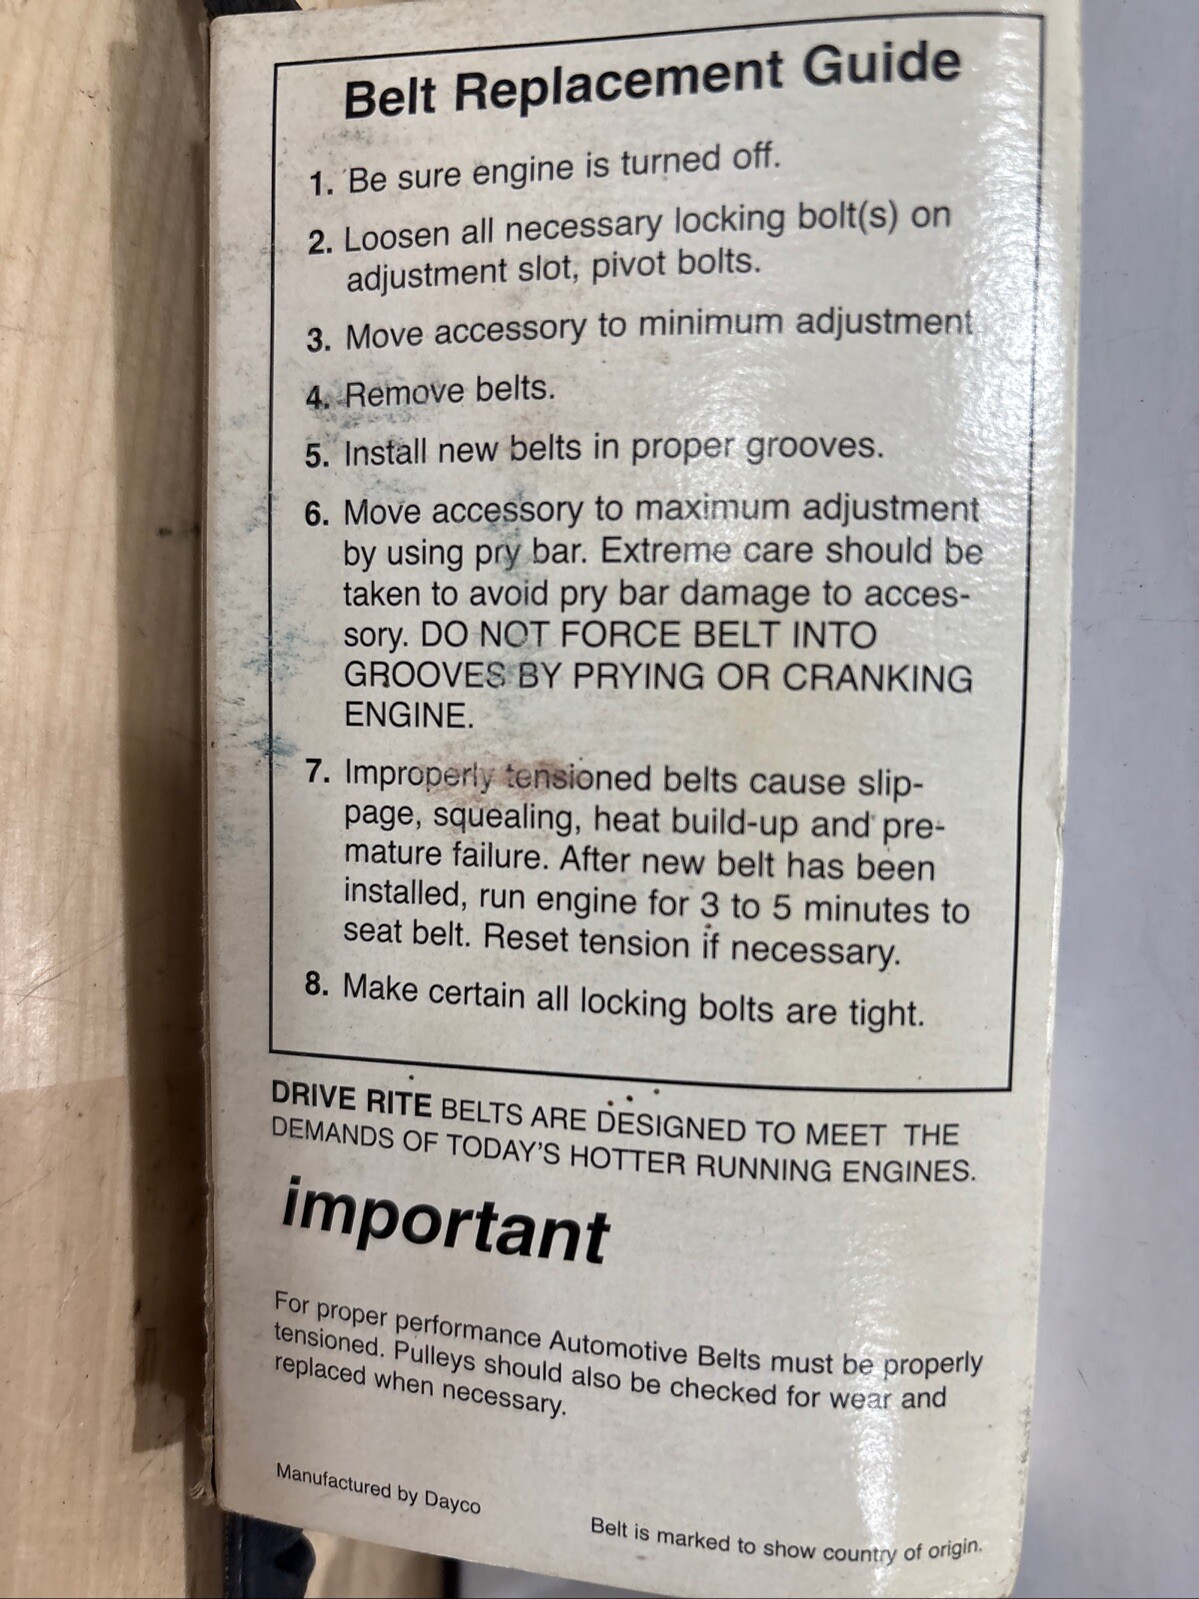 Belt Replacement Guide
1. Be sure engine is turned off.
2. Loosen all necessary locking bolt(s) on
adjustment slot, pivot bolts.
3. Move accessory to minimum adjustment
4. Remove belts.
5. Install new belts in proper grooves.
6. Move accessory to maximum adjustment
by using pry bar. Extreme care should be
taken to avoid pry bar damage to acces-
sory. DO NOT FORCE BELT INTO
GROOVES BY PRYING OR CRANKING
ENGINE.
7. Improperly tensioned belts cause slip-
page, squealing, heat build-up and pre-
mature failure. After new belt has been
installed, run engine for 3 to 5 minutes to
seat belt. Reset tension if necessary.
8. Make certain all locking bolts are tight.
DRIVE RITE BELTS ARE DESIGNED TO MEET THE
DEMANDS OF TODAY'S HOTTER RUNNING ENGINES.
important
For proper performance Automotive Belts must be properly
tensioned. Pulleys should also be checked for wear and
replaced when necessary.
Manufactured by Dayco
Belt is marked to show country of origin.